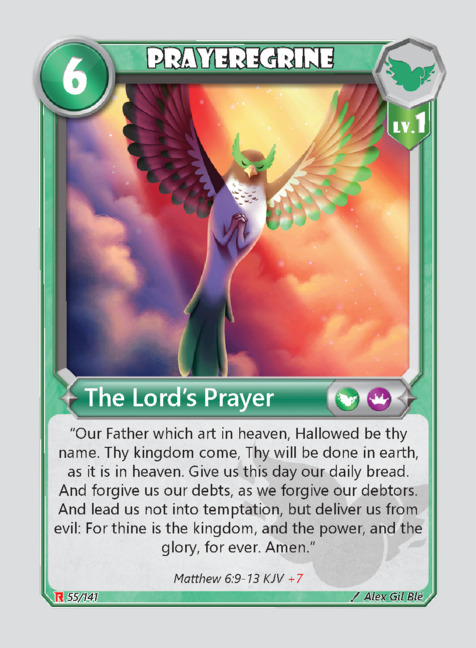 6
PRAYEREGRINE
LV.1
The Lord's Prayer
"Our Father which art in heaven, Hallowed be thy
name. Thy kingdom come, Thy will be done in earth,
as it is in heaven. Give us this day our daily bread.
And forgive us our debts, as we forgive our debtors.
And lead us not into temptation, but deliver us from
evil: For thine is the kingdom, and the power, and the
glory, for ever. Amen."
Matthew 6:9-13 KJV +7
R 55/141
Alex Gil Ble